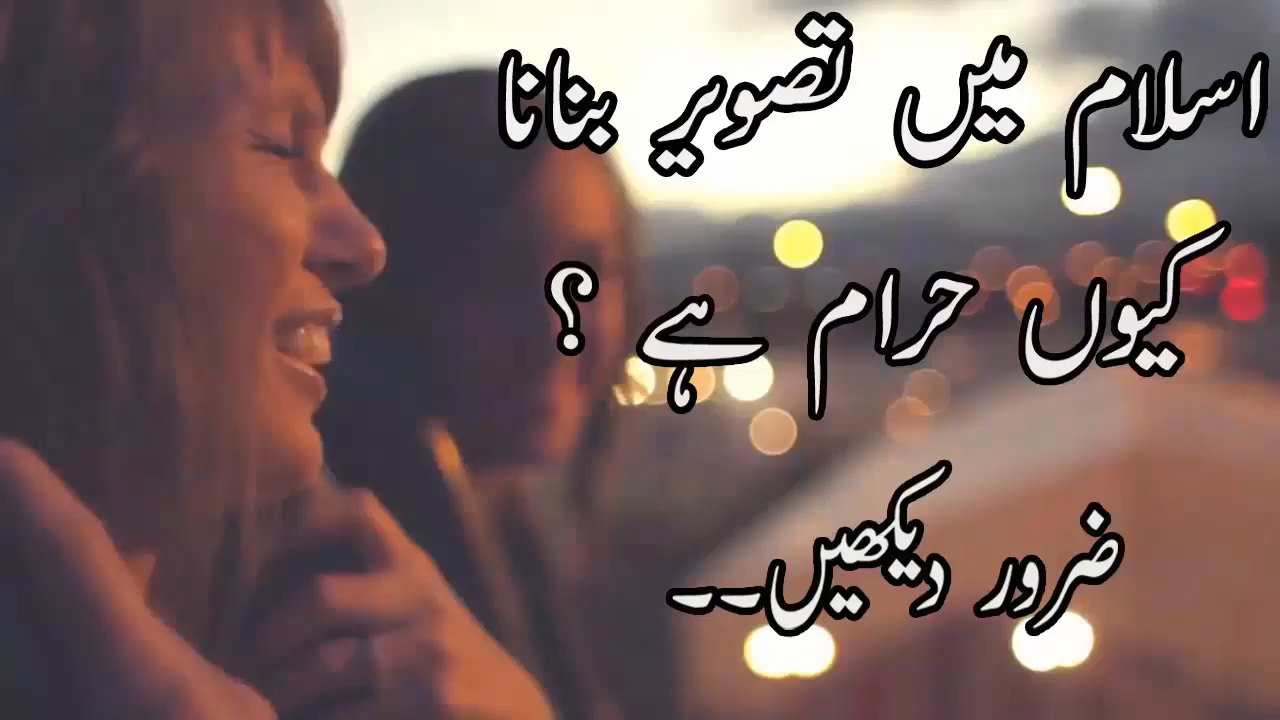 اسلام میں تصویر بنانا
کیوں حرام ہے ؟
ضرور دیکھیں۔۔